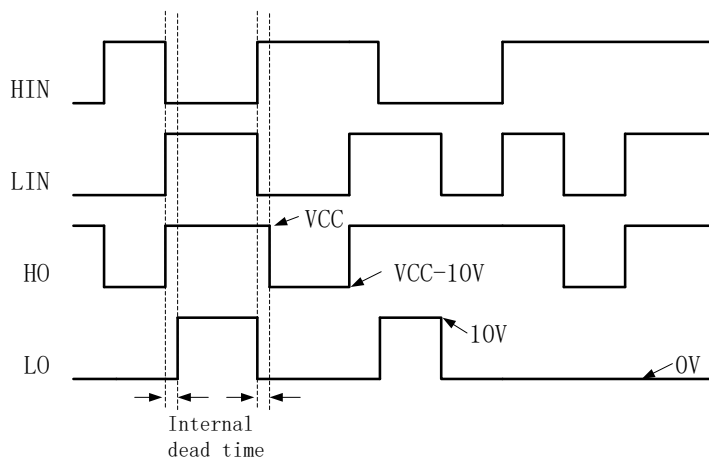 HIN
LIN
VCC
HO
VCC-10V
10V
LO
0V
Internal
dead time